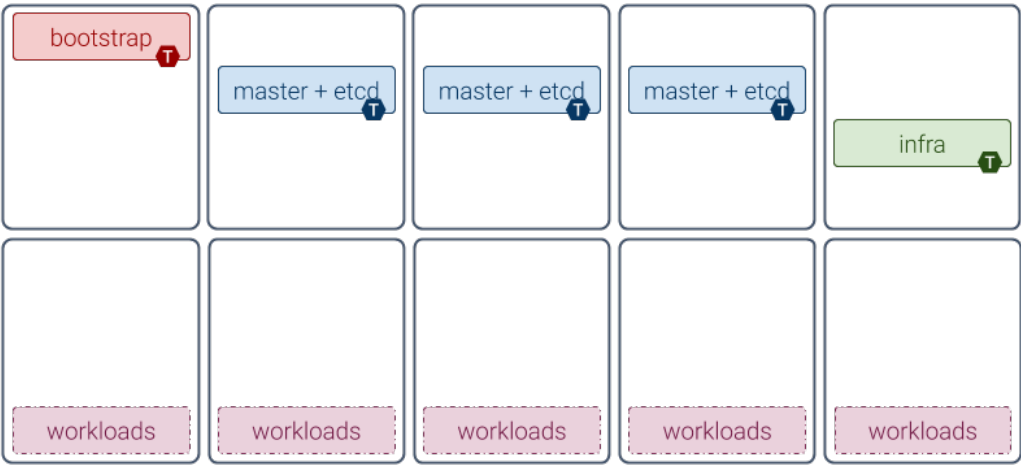 bootstrap
T
master + etcd
T
master + etcd
T
master + etcd
T
infra
T
workloads
workloads
workloads
workloads
workloads